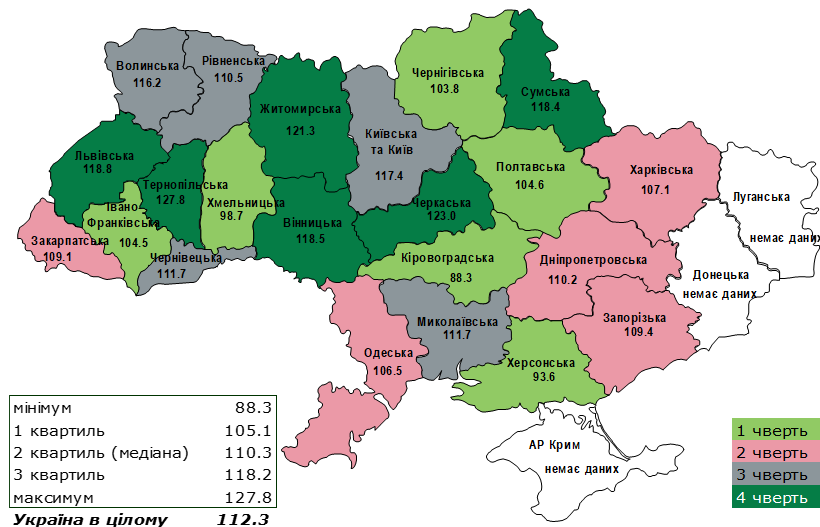 Волинська
116.2
Рівненська
110.5
Житомирська
121.3
Київська
та Київ
117.4
Чернігівська
103.8
Сумська
118.4
Львівська
118.8
Тернопільська
127.8
Хмельницька
98.7
Вінницька
118.5
Черкаська
123.0
Полтавська
104.6
Харківська
107.1
Луганська
немає даних
Івано-
Франківська
104.5
Закарпатська
109.1
Чернівецька
111.7
Кіровоградська
88.3
Дніпропетровська
110.2
Донецька
немає даних
Запорізька
109.4
Миколаївська
111.7
Одеська
106.5
Херсонська
93.6
АР Крим
немає даних
мінімум 88.3
1 квартиль 105.1
2 квартиль (медіана) 110.3
3 квартиль 118.2
максимум 127.8
Україна в цілому 112.3
1 чверть
2 чверть
3 чверть
4 чверть